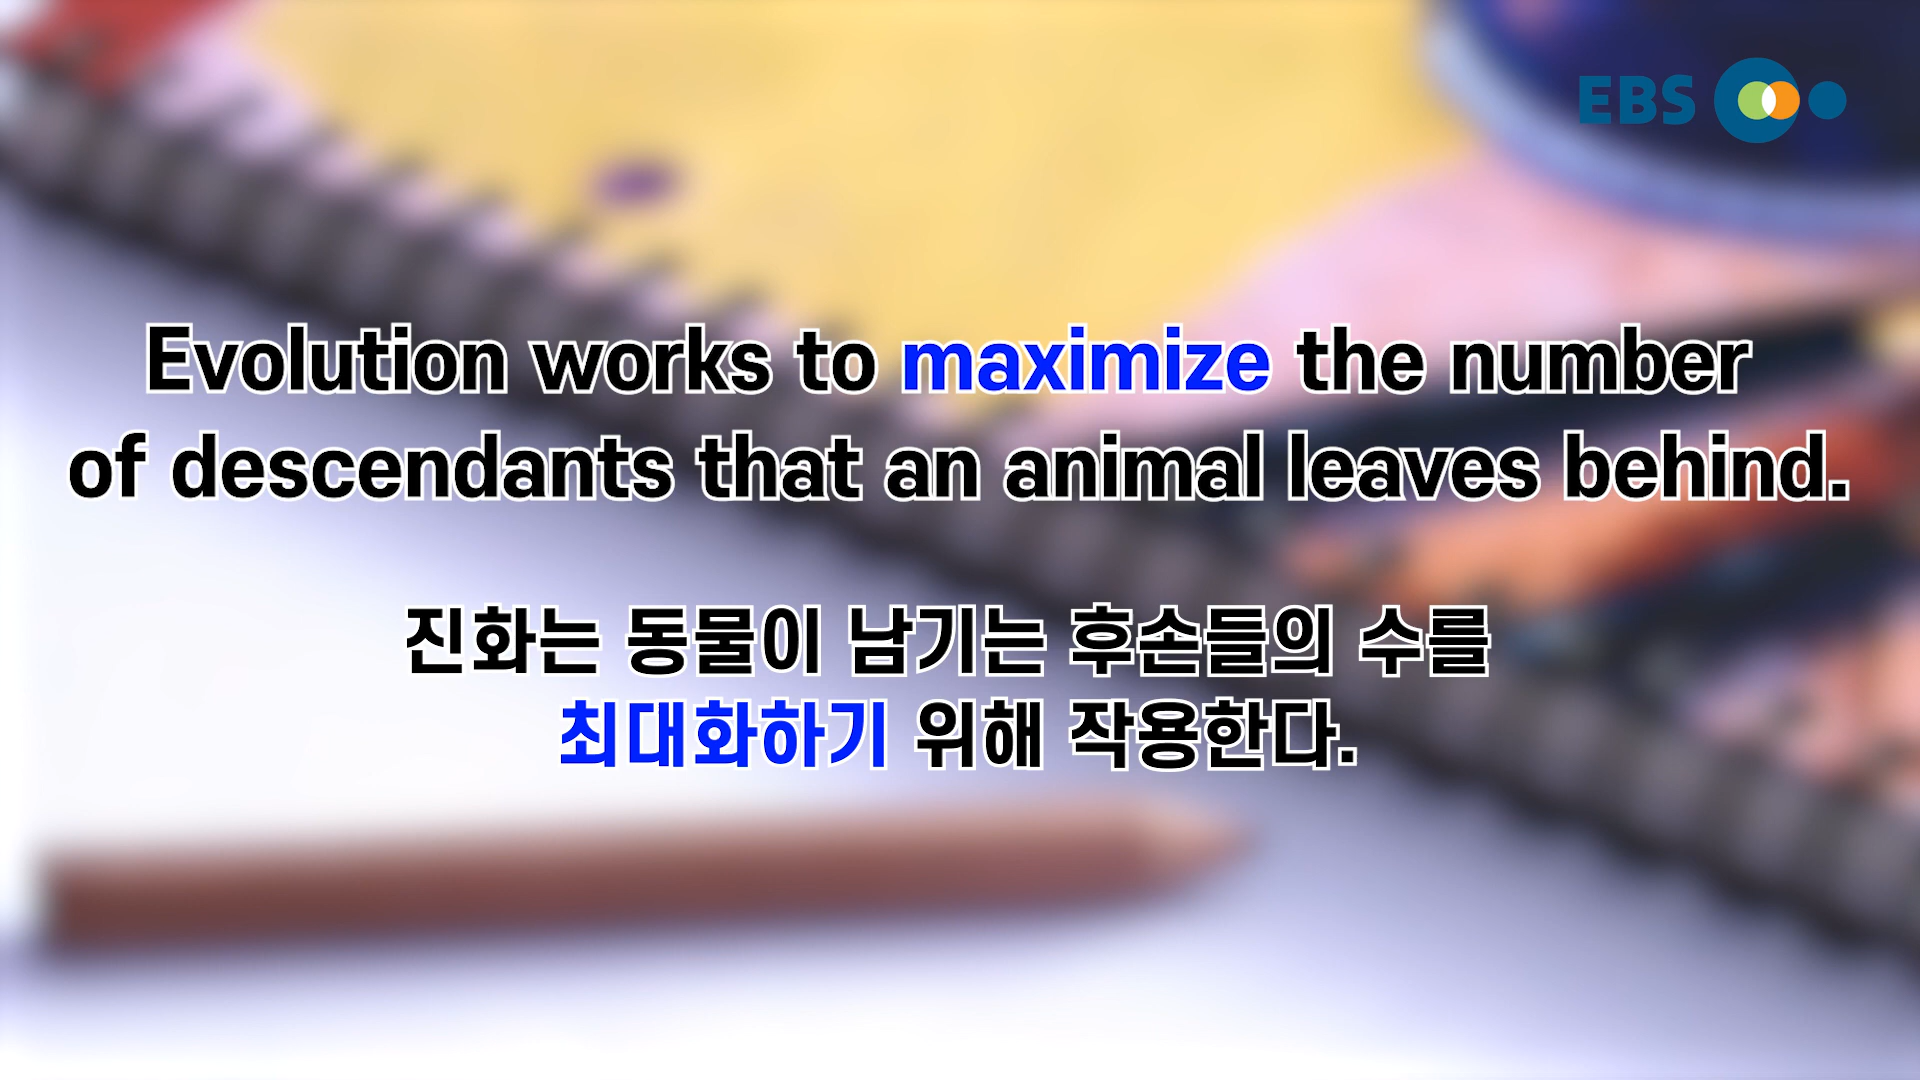 EBS
Evolution works to maximize the number
of descendants that an animal leaves behind.
진화는 동물이 남기는 후손들의 수를
최대화하기 위해 작용한다.